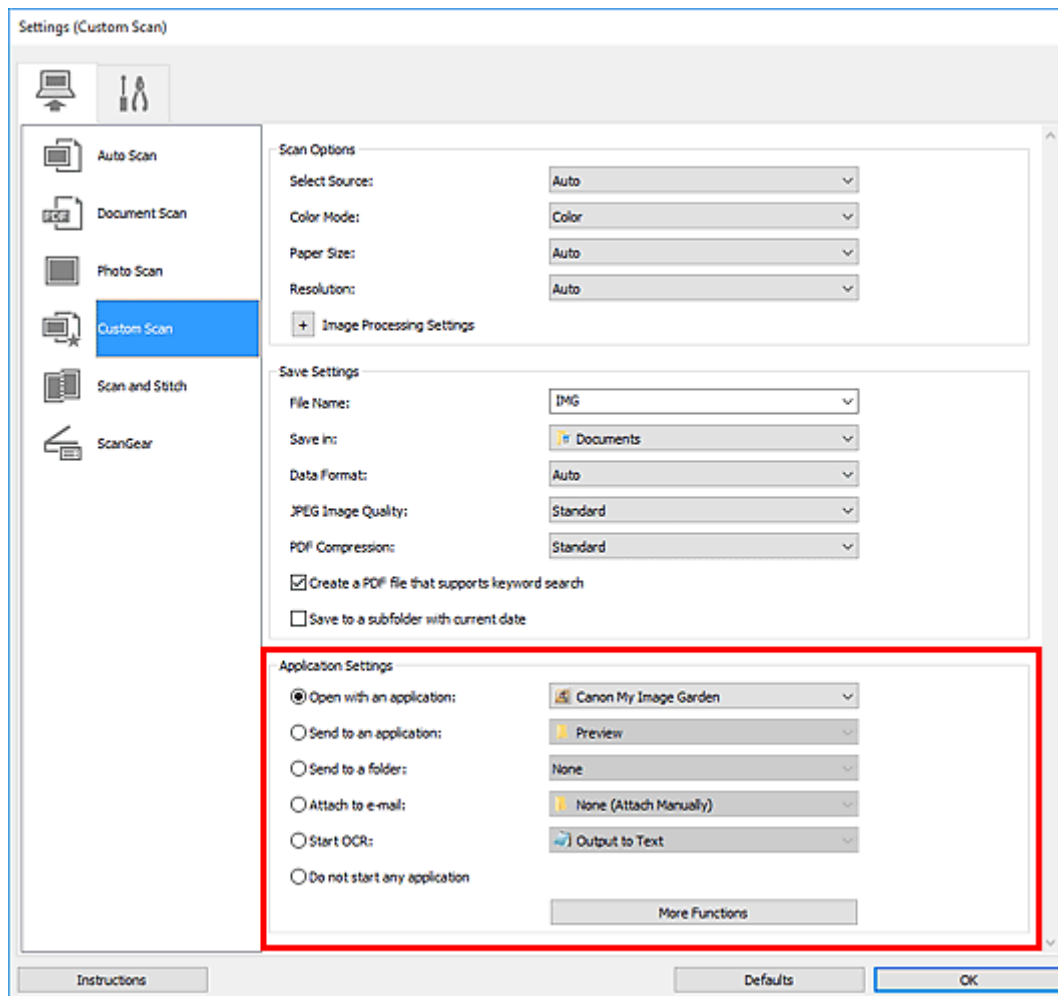 Settings (Custom Scan)
Auto Scan
Document Scan
Photo Scan
Custom Scan
Scan and Stitch
ScanGear
Scan Options
Select Source: Auto
Color Mode: Color
Paper Size: Auto
Resolution: Auto
+ Image Processing Settings
Save Settings
File Name: IMG
Save in: Documents
Data Format: Auto
JPEG Image Quality: Standard
PDF Compression: Standard
Create a PDF file that supports keyword search
Save to a subfolder with current date
Application Settings
Open with an application: Canon My Image Garden
Send to an application: Preview
Send to a folder: None
Attach to e-mail: None (Attach Manually)
Start OCR: Output to Text
Do not start any application
More Functions
Instructions Defaults OK